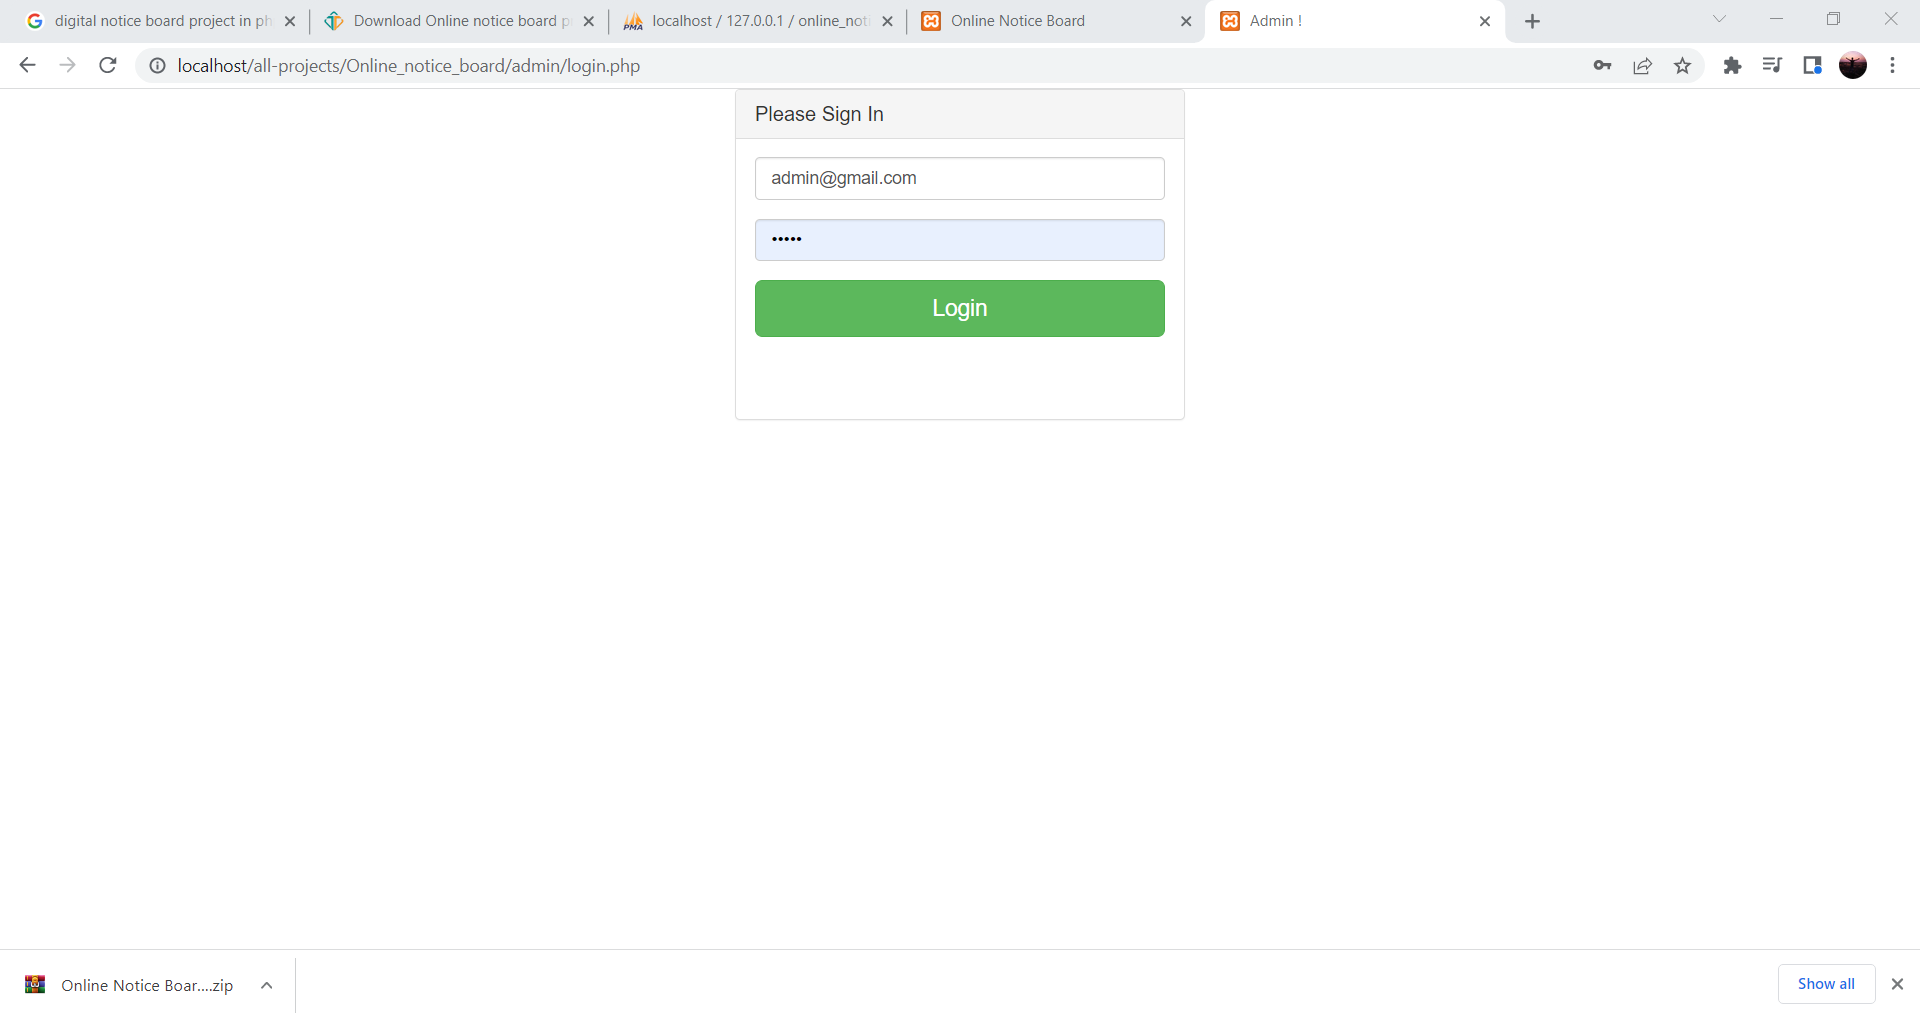 digital notice board project in ph
Download Online notice board p
localhost / 127.0.0.1 / online_noti
Online Notice Board
Admin !
localhost/all-projects/Online_notice_board/admin/login.php
Please Sign In
admin@gmail.com
•••••
Login
Online Notice Boar....zip
Show all